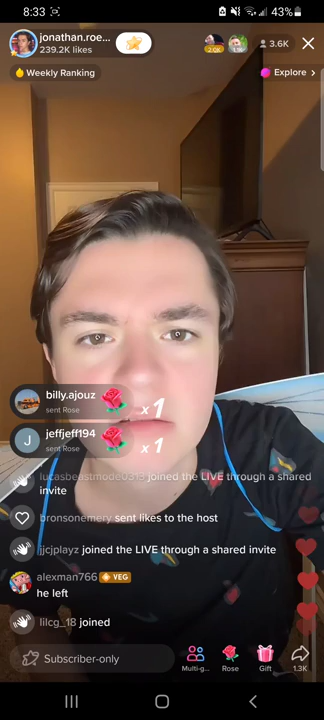 8:33
43%
jonathan.roe...
239.2K likes
3.6K
Weekly Ranking
Explore >
billy.ajouz
sent Rose
x1
J
jeffjeff194
sent Rose
x1
lucasbeastmode0313 joined the LIVE through a shared
invite
bronsonemery sent likes to the host
jjcjplayz joined the LIVE through a shared invite
alexman766 VEG
he left
lilcg_18 joined
Subscriber-only
Multi-g...
Rose
Gift
1.3K